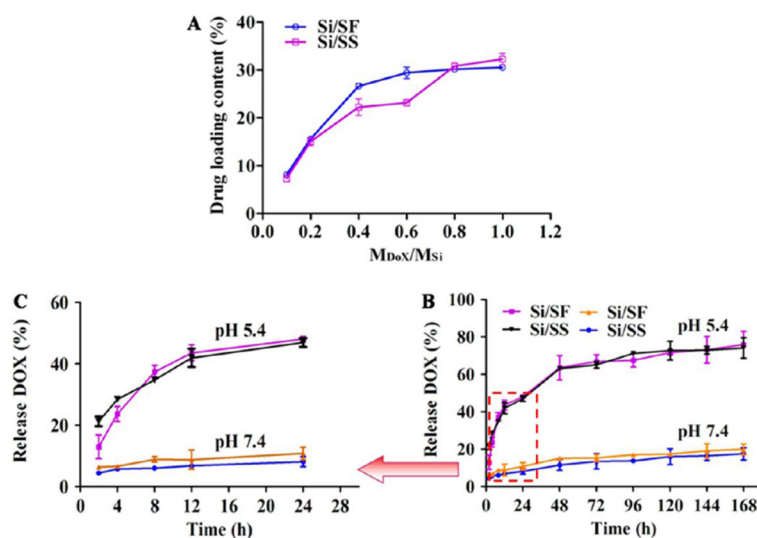 A
Si/SF
Si/SS
Drug loading content (%)
40
30
20
10
0
0.0 0.2 0.4 0.6 0.8 1.0 1.2
MDoX/MSi
C
Release DOX (%)
60
40
20
0
pH 5.4
pH 7.4
0 4 8 12 16 20 24 28
Time (h)
B
Si/SF Si/SF
Si/SS Si/SS
Release DOX (%)
100
80
60
40
20
0
pH 5.4
pH 7.4
0 24 48 72 96 120 144 168
Time (h)